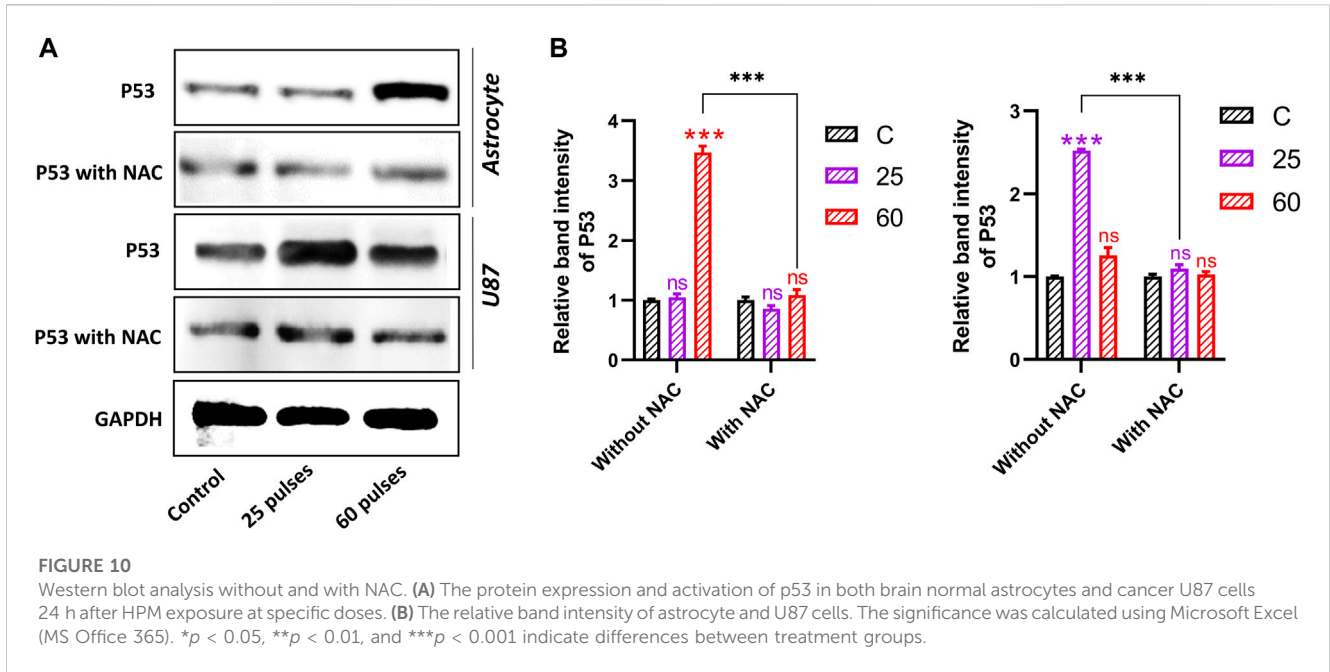 A
P53
P53 with NAC
Astrocyte
P53
P53 with NAC
U87
GAPDH
Control
25 pulses
60 pulses
B
Relative band intensity
of P53
4
3
2
1
0
ns
***
***
ns
ns
Without NAC
With NAC
C
25
60
Relative band intensity
of P53
3
2
1
0
***
ns
***
ns
ns
Without NAC
With NAC
C
25
60
FIGURE 10
Western blot analysis without and with NAC. (A) The protein expression and activation of p53 in both brain normal astrocytes and cancer U87 cells
24 h after HPM exposure at specific doses. (B) The relative band intensity of astrocyte and U87 cells. The significance was calculated using Microsoft Excel
(MS Office 365). *p < 0.05, **p < 0.01, and ***p < 0.001 indicate differences between treatment groups.